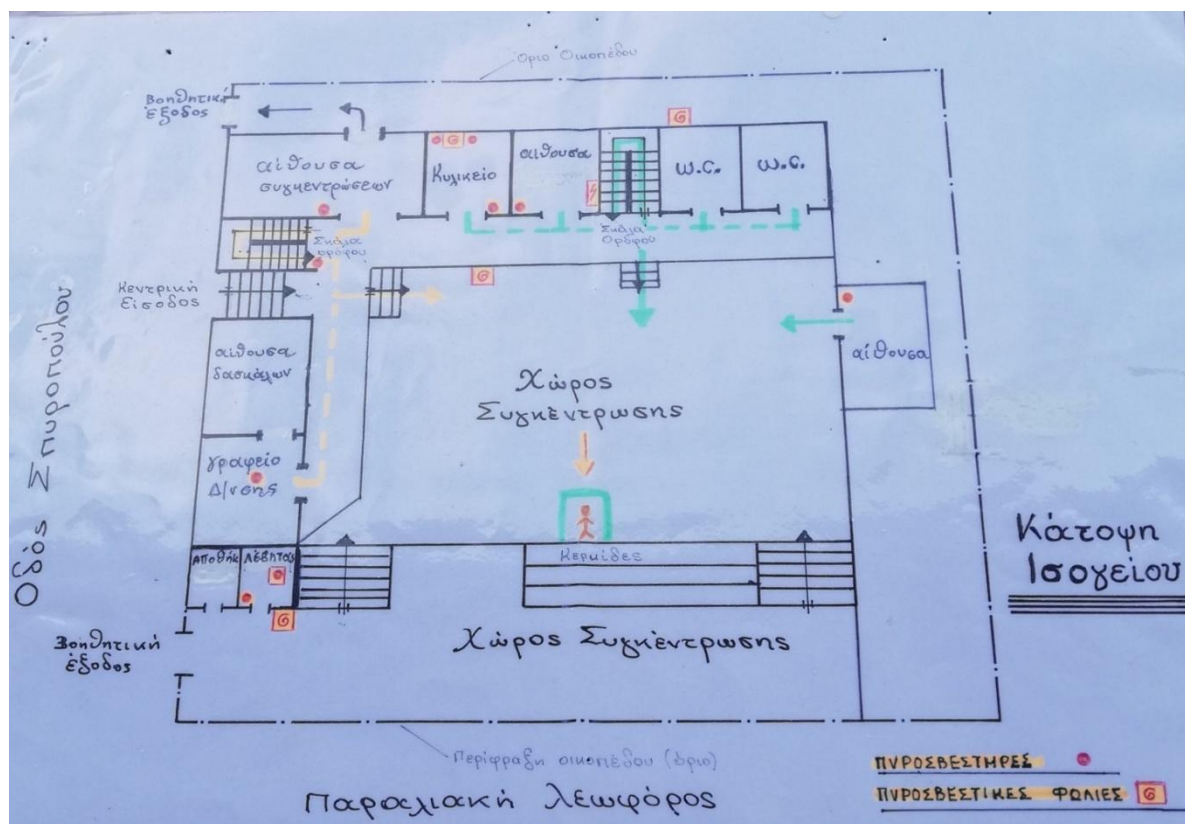 Όριο Οικοπέδου
Βοηθητική
έξοδος
αίθουσα
συγκεντρώσεων
Κυλικείο
αίθουσα
W.C.
W.C.
Σκάλα
ορόφου
Σκάλα
Ορόφου
Κεντρική
Είσοδος
Οδός Σπυροπούλου
αίθουσα
δασκάλων
αίθουσα
Χώρος
Συγκέντρωσης
γραφείο
Δ/νσης
Αποθήκ
Λέβητας
Κερκίδες
Κάτοψη
Ισογείου
Βοηθητική
έξοδος
Χώρος Συγκέντρωσης
Περίφραξη οικοπέδου (όριο)
Παραλιακή λεωφόρος
ΠΥΡΟΣΒΕΣΤΗΡΕΣ
ΠΥΡΟΣΒΕΣΤΙΚΕΣ ΦΩΛΙΕΣ